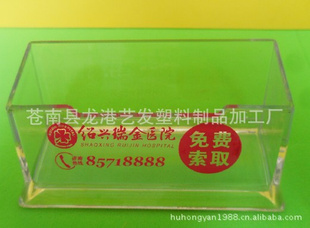 苍南县龙港艺发塑料制品加工厂
绍兴瑞金医院
SHAOXING RUIJIN HOSPITAL
85718888
免费
索取
huhongyan1988.cn.alibaba.com